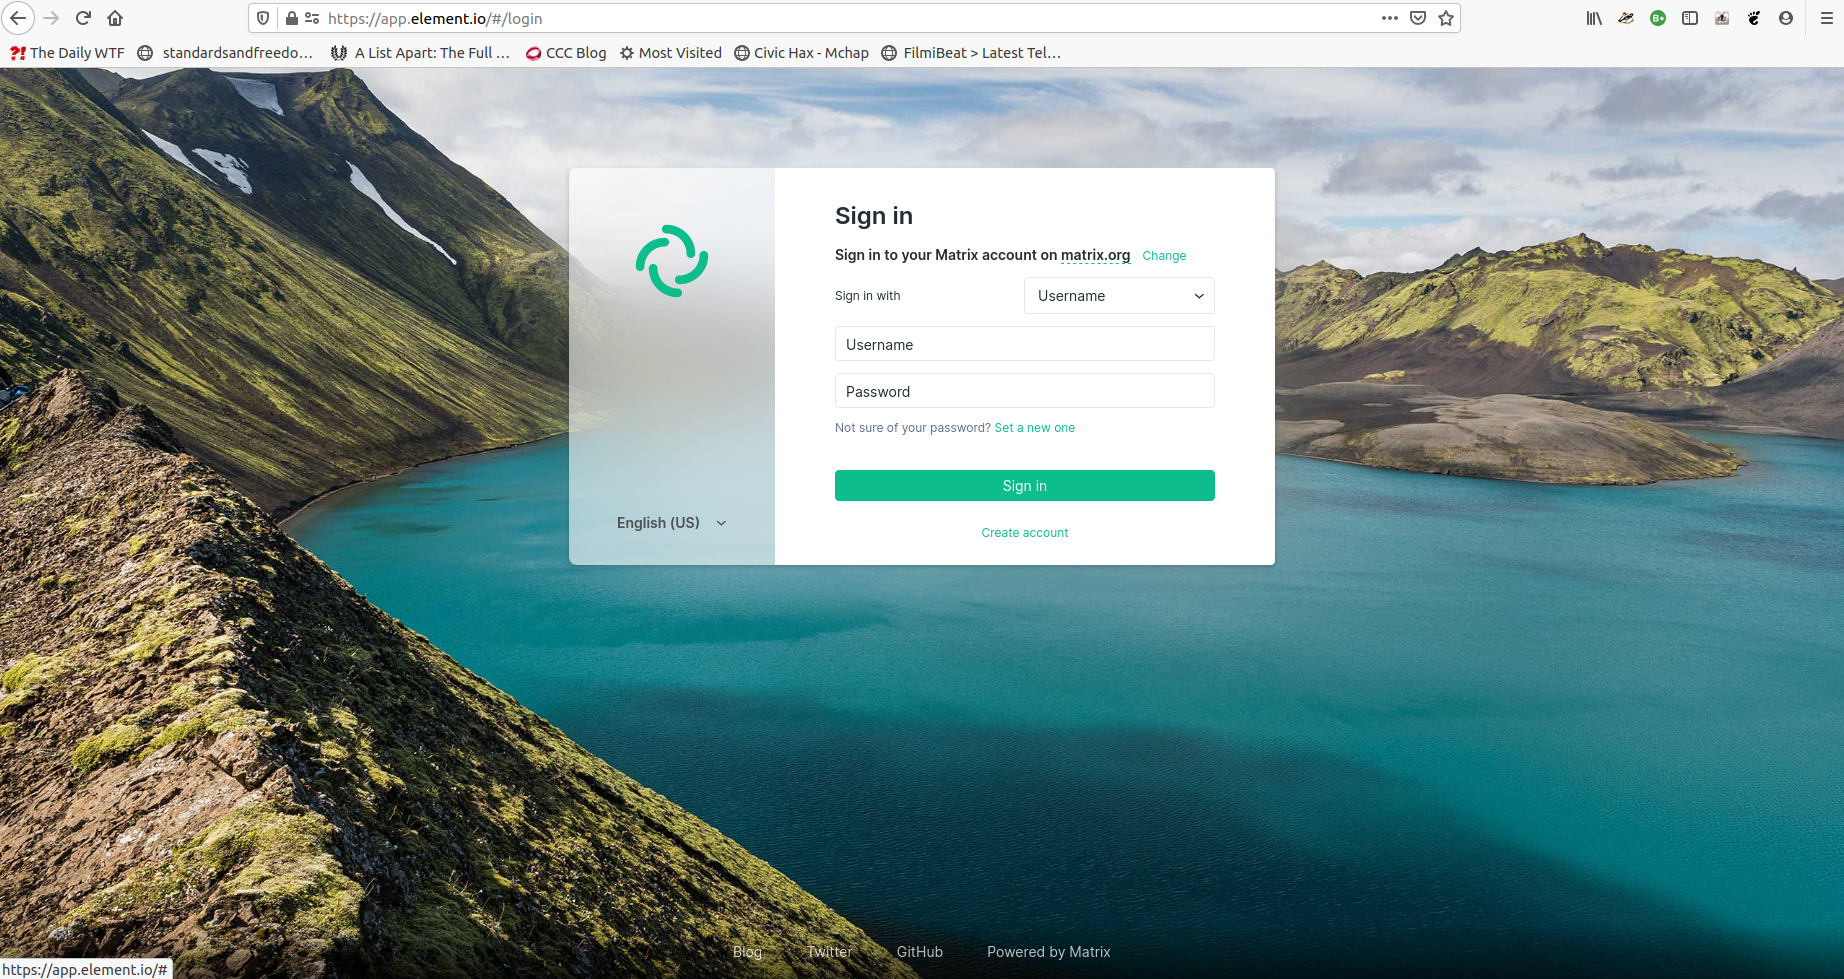 https://app.element.io/#/login
The Daily WTF
standardsandfreedo...
A List Apart: The Full ...
CCC Blog
Most Visited
Civic Hax - Mchap
FilmiBeat > Latest Tel...
B+
Sign in
Sign in to your Matrix account on matrix.org Change
Sign in with Username
Username
Password
Not sure of your password? Set a new one
Sign in
English (US)
Create account
Blog Twitter GitHub Powered by Matrix
https://app.element.io/#